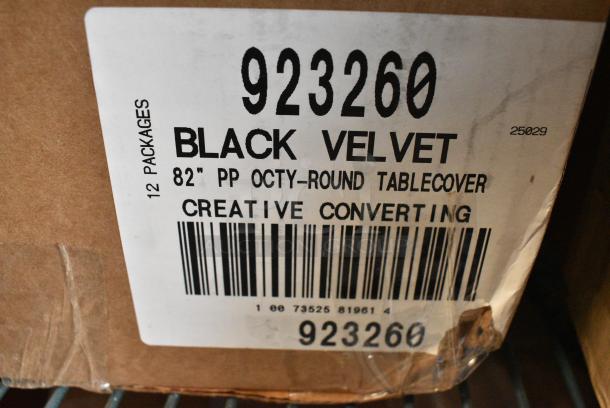 923260
12 PACKAGES
BLACK VELVET
25029
82" PP OCTY-ROUND TABLECOVER
CREATIVE CONVERTING
1 00 73525 81961 4
923260